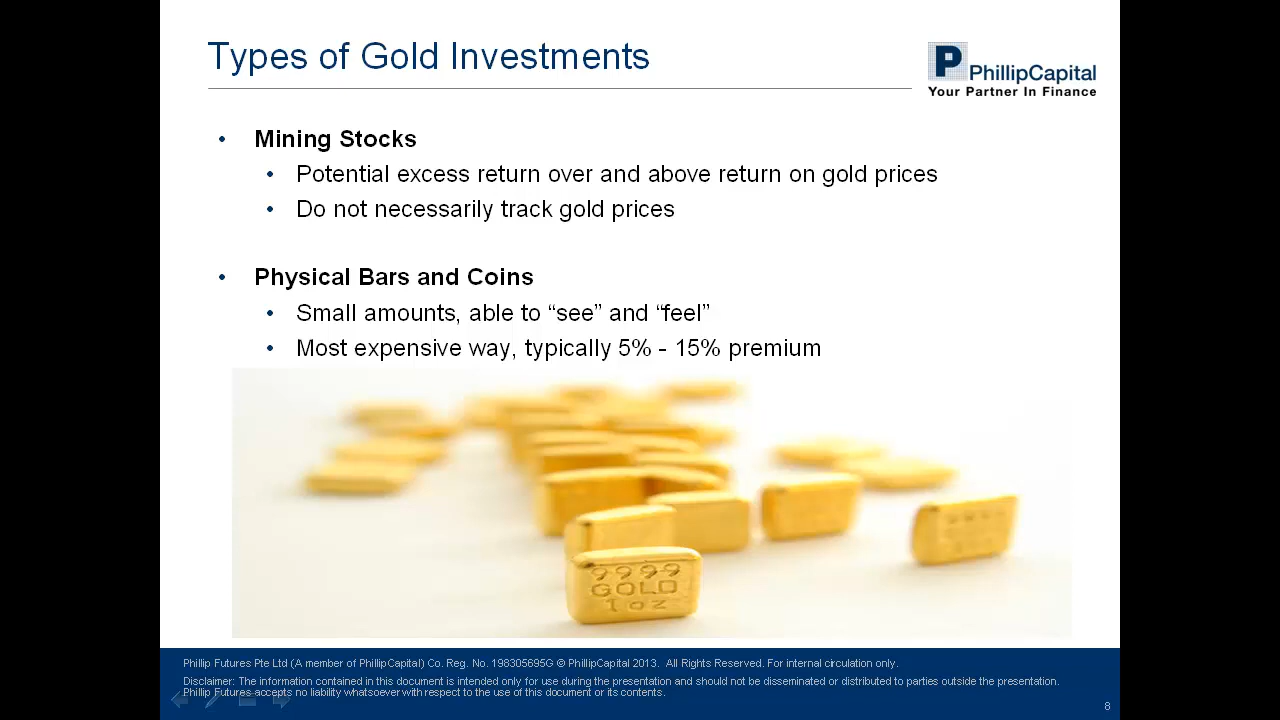 Types of Gold Investments
P PhillipCapital
Your Partner In Finance
• Mining Stocks
• Potential excess return over and above return on gold prices
• Do not necessarily track gold prices
• Physical Bars and Coins
• Small amounts, able to “see” and “feel”
• Most expensive way, typically 5% - 15% premium
9999
GOLD
1 oz
Phillip Futures Pte Ltd (A member of PhillipCapital) Co. Reg. No. 198305695G © PhillipCapital 2013. All Rights Reserved. For internal circulation only.
Disclaimer: The information contained in this document is intended only for use during the presentation and should not be disseminated or distributed to parties outside the presentation.
Phillip Futures accepts no liability whatsoever with respect to the use of this document or its contents.
8